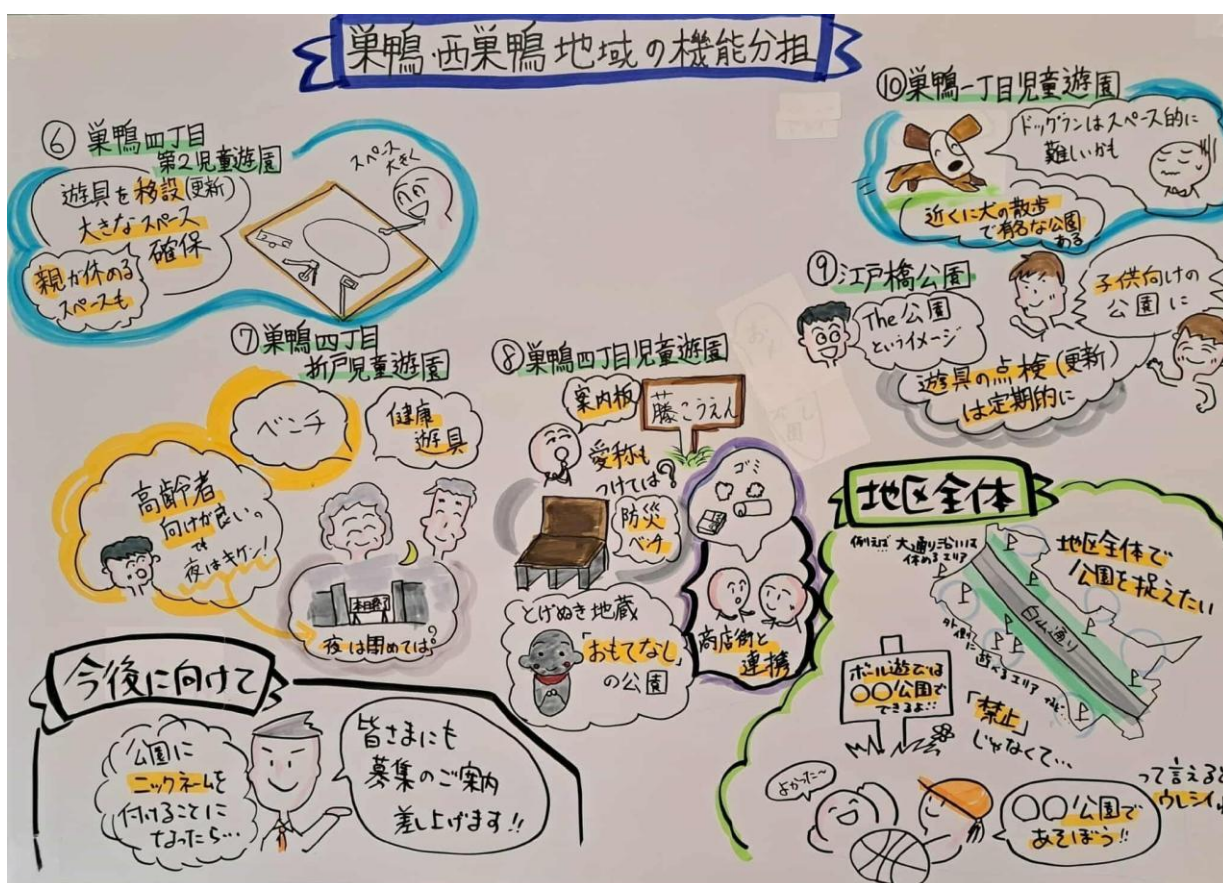 巣鴨・西巣鴨地域の機能分担
⑥巣鴨四丁目
第2児童遊園
遊具を移設(更新)
大きなスペース
確保
親が休める
スペースも
スペース
大きく
⑦巣鴨四丁目
折戸児童遊園
ベンチ
健康
遊具
高齢者
向けが良い。
でも
夜はキケン!
本日終了
夜は閉めては?
⑧巣鴨四丁目児童遊園
案内板
藤こうえん
愛称も
つけては?
防災
ベンチ
ゴミ
とげぬき地蔵
「おもてなし」
の公園
商店街と
連携
⑨江戸橋公園
The公園
というイメージ
子供向けの
公園に
遊具の点検(更新)
は定期的に
⑩巣鴨一丁目児童遊園
ドッグランはスペース的に
難しいかも
近くに犬の散歩
で有名な公園
ある
地区全体
例えば…
大通り沿いは
休めるエリア
外側に
遊べるエリア
白山通り
地区全体で
公園を捉えたい
ボール遊びでは
〇〇公園で
できるよ!!
「禁止」
じゃなくて…
よかった〜
〇〇公園で
あそぼう!!
って言えると
ウレシイ
今後に向けて
公園に
ニックネームを
付けることに
なったら…
皆さまにも
募集のご案内
差し上げます!!